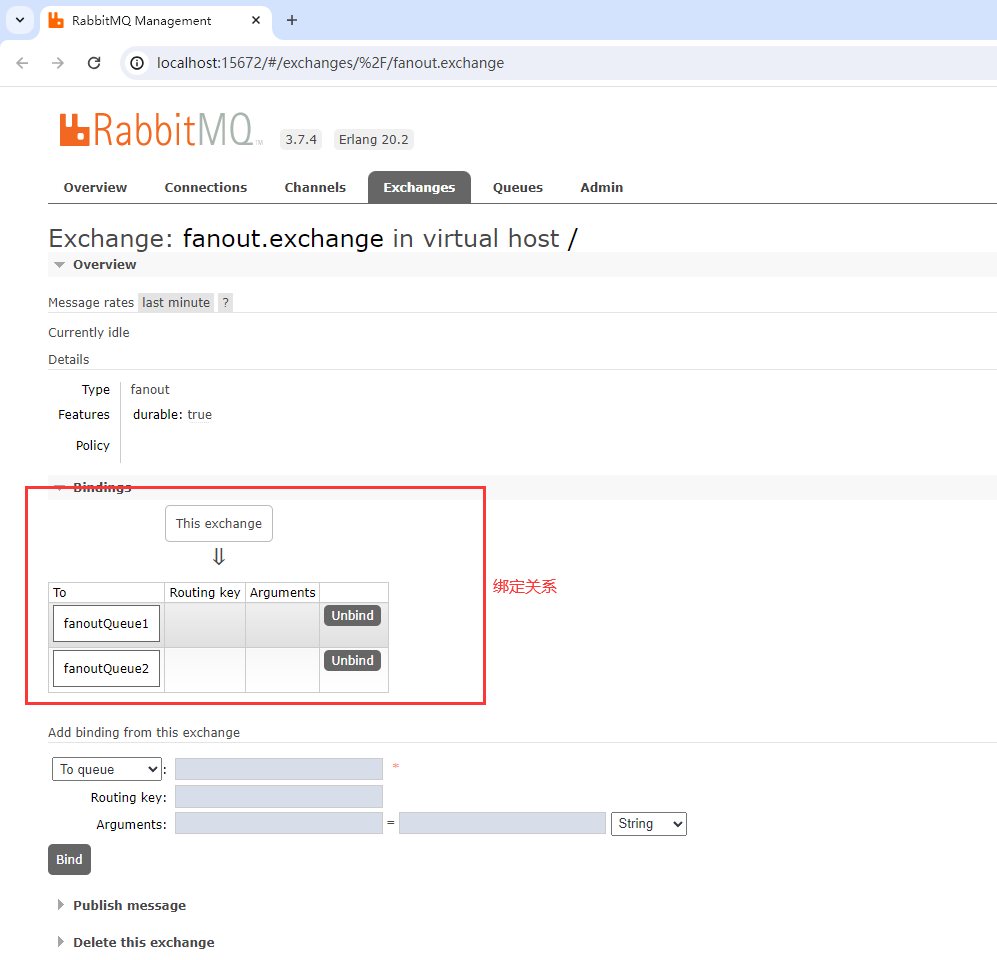 RabbitMQ Management
localhost:15672/#/exchanges/%2F/fanout.exchange
RabbitMQ TM 3.7.4 Erlang 20.2
Overview Connections Channels Exchanges Queues Admin
Exchange: fanout.exchange in virtual host /
Overview
Message rates last minute ?
Currently idle
Details
Type fanout
Features durable: true
Policy
Bindings
This exchange
⇓
To Routing key Arguments
fanoutQueue1 Unbind
fanoutQueue2 Unbind
绑定关系
Add binding from this exchange
To queue : *
Routing key:
Arguments: = String
Bind
Publish message
Delete this exchange